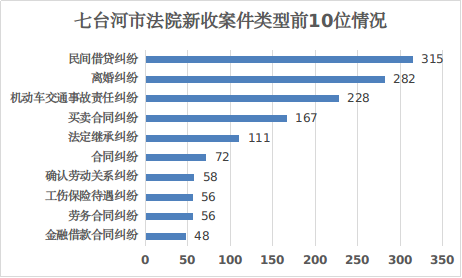 七台河市法院新收案件类型前10位情况
民间借贷纠纷 315
离婚纠纷 282
机动车交通事故责任纠纷 228
买卖合同纠纷 167
法定继承纠纷 111
合同纠纷 72
确认劳动关系纠纷 58
工伤保险待遇纠纷 56
劳务合同纠纷 56
金融借款合同纠纷 48
0 50 100 150 200 250 300 350